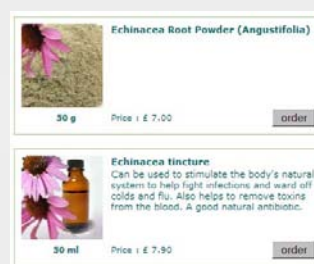 Echinacea Root Powder (Angustifolia)
50 g
Price : £ 7.00
order
Echinacea tincture
Can be used to stimulate the body's natural
system to help fight infections and ward off
colds and flu. Also helps to remove toxins
from the blood. A good natural antibiotic.
50 ml
Price : £ 7.90
order